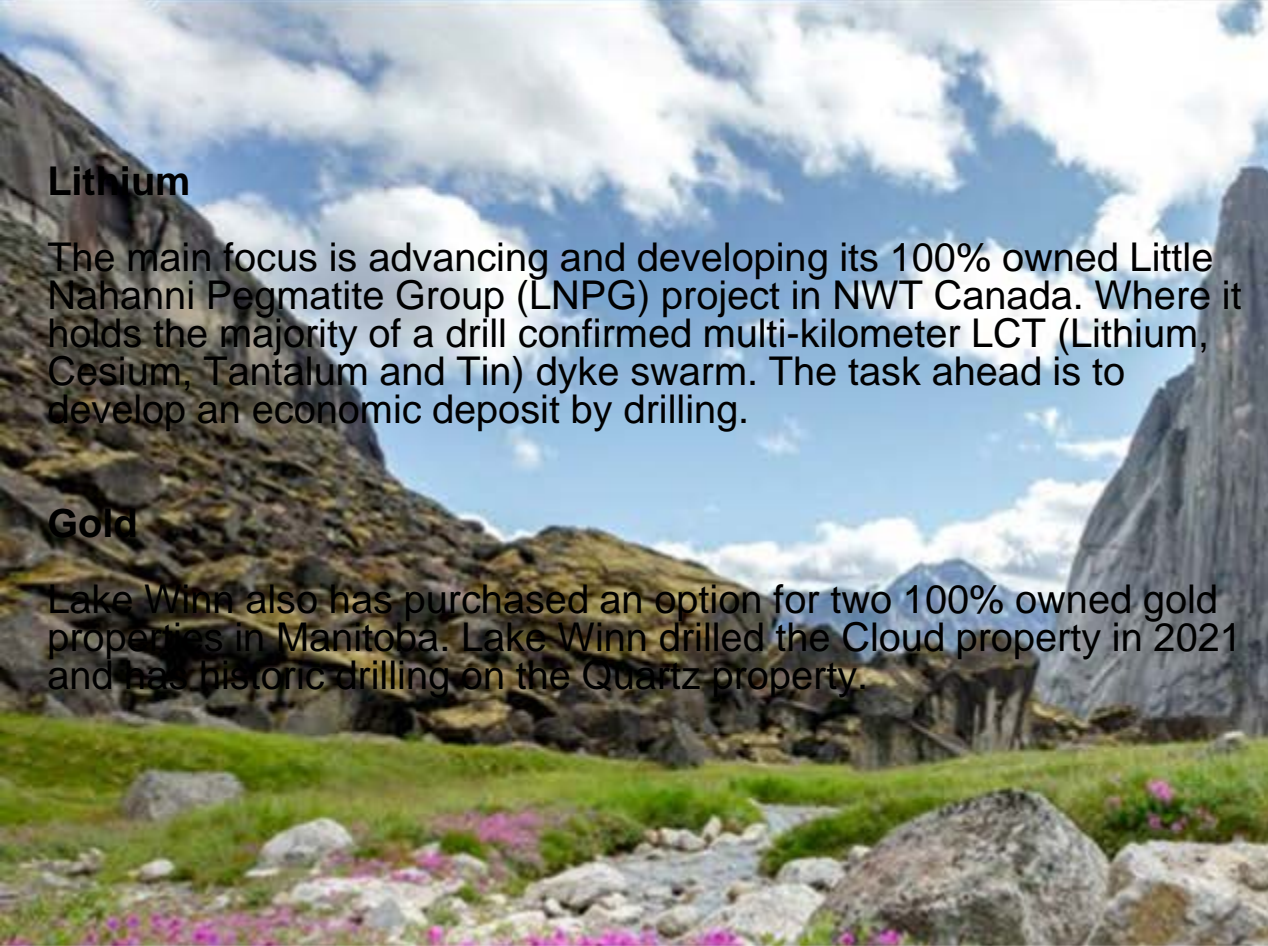 Lithium
The main focus is advancing and developing its 100% owned Little
Nahanni Pegmatite Group (LNPG) project in NWT Canada. Where it
holds the majority of a drill confirmed multi-kilometer LCT (Lithium,
Cesium, Tantalum and Tin) dyke swarm. The task ahead is to
develop an economic deposit by drilling.
Gold
Lake Winn also has purchased an option for two 100% owned gold
properties in Manitoba. Lake Winn drilled the Cloud property in 2021
and has historic drilling on the Quartz property.